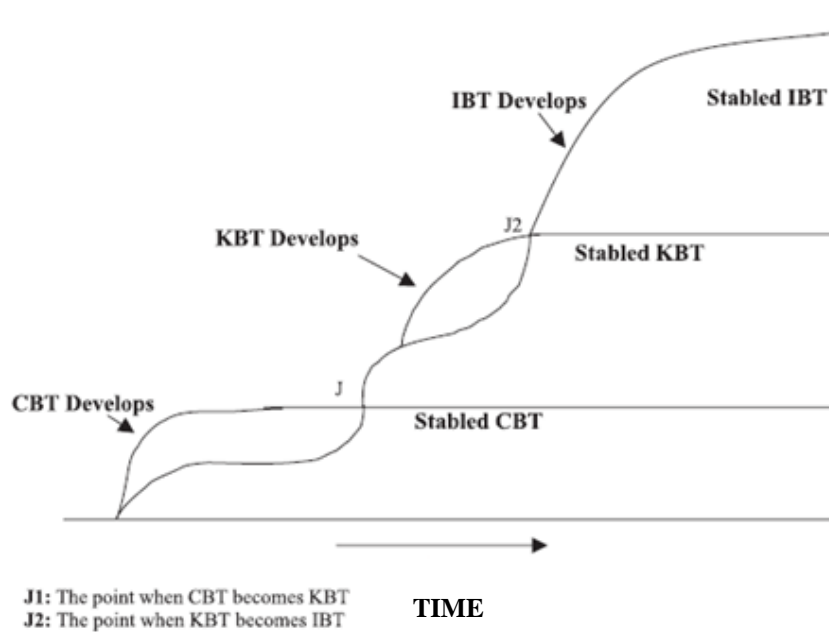 IBT Develops
Stabled IBT
J2
KBT Develops
Stabled KBT
J
CBT Develops
Stabled CBT
J1: The point when CBT becomes KBT
J2: The point when KBT becomes IBT
TIME